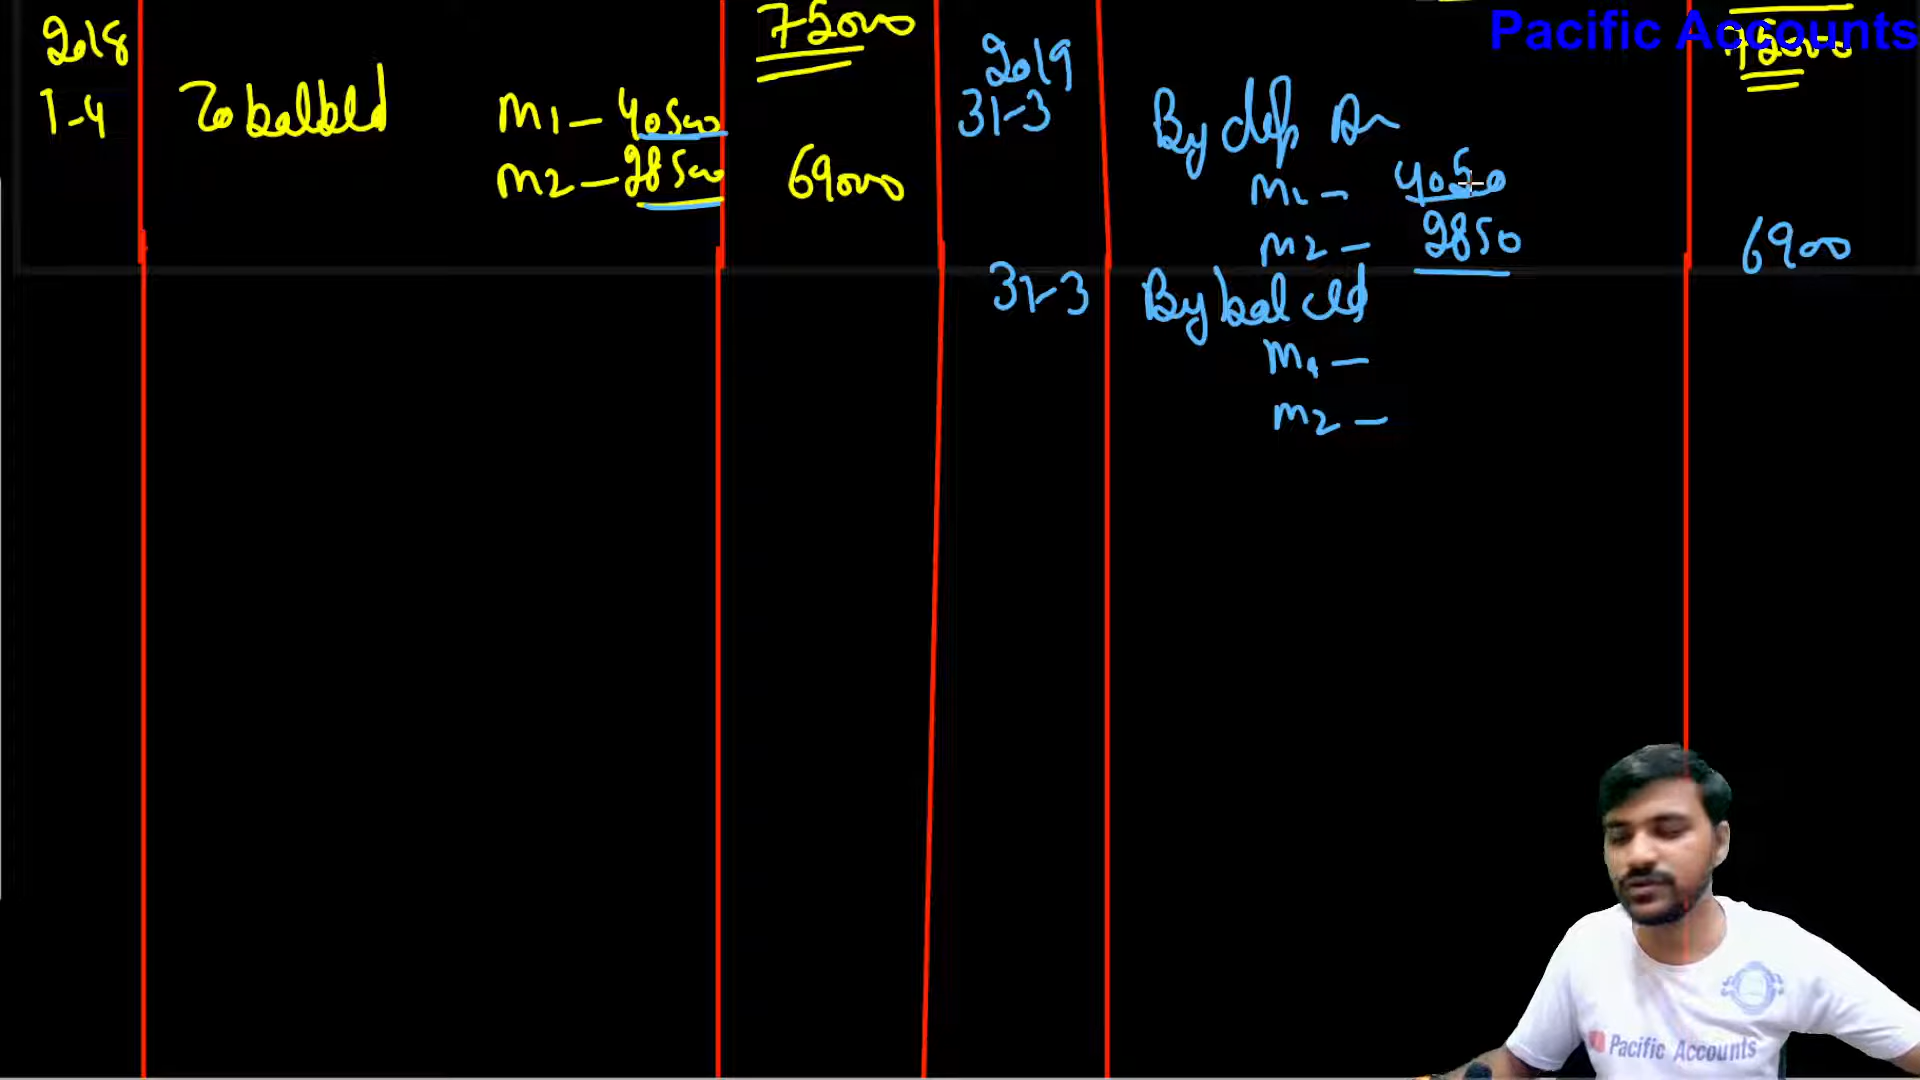 Pacific Accounts
2018
75000
2019
75000
1-4 To bal b/d M1 - 40500
M2 - 28500 69000
31-3 By dep A/c
M1 - 4050
M2 - 2850 6900
31-3 By bal c/d
M1 -
M2 -
Pacific Accounts